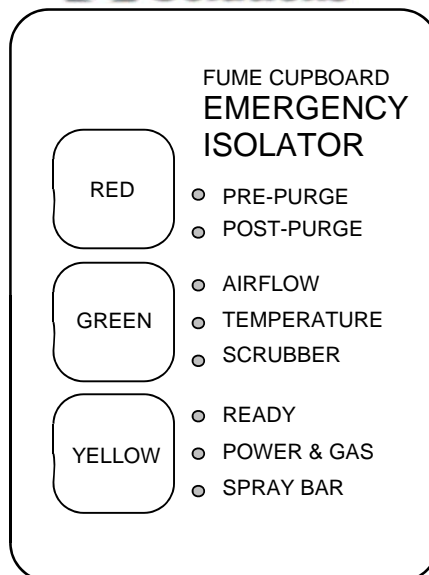 FUME CUPBOARD
EMERGENCY
ISOLATOR
RED
PRE-PURGE
POST-PURGE
GREEN
AIRFLOW
TEMPERATURE
SCRUBBER
YELLOW
READY
POWER & GAS
SPRAY BAR